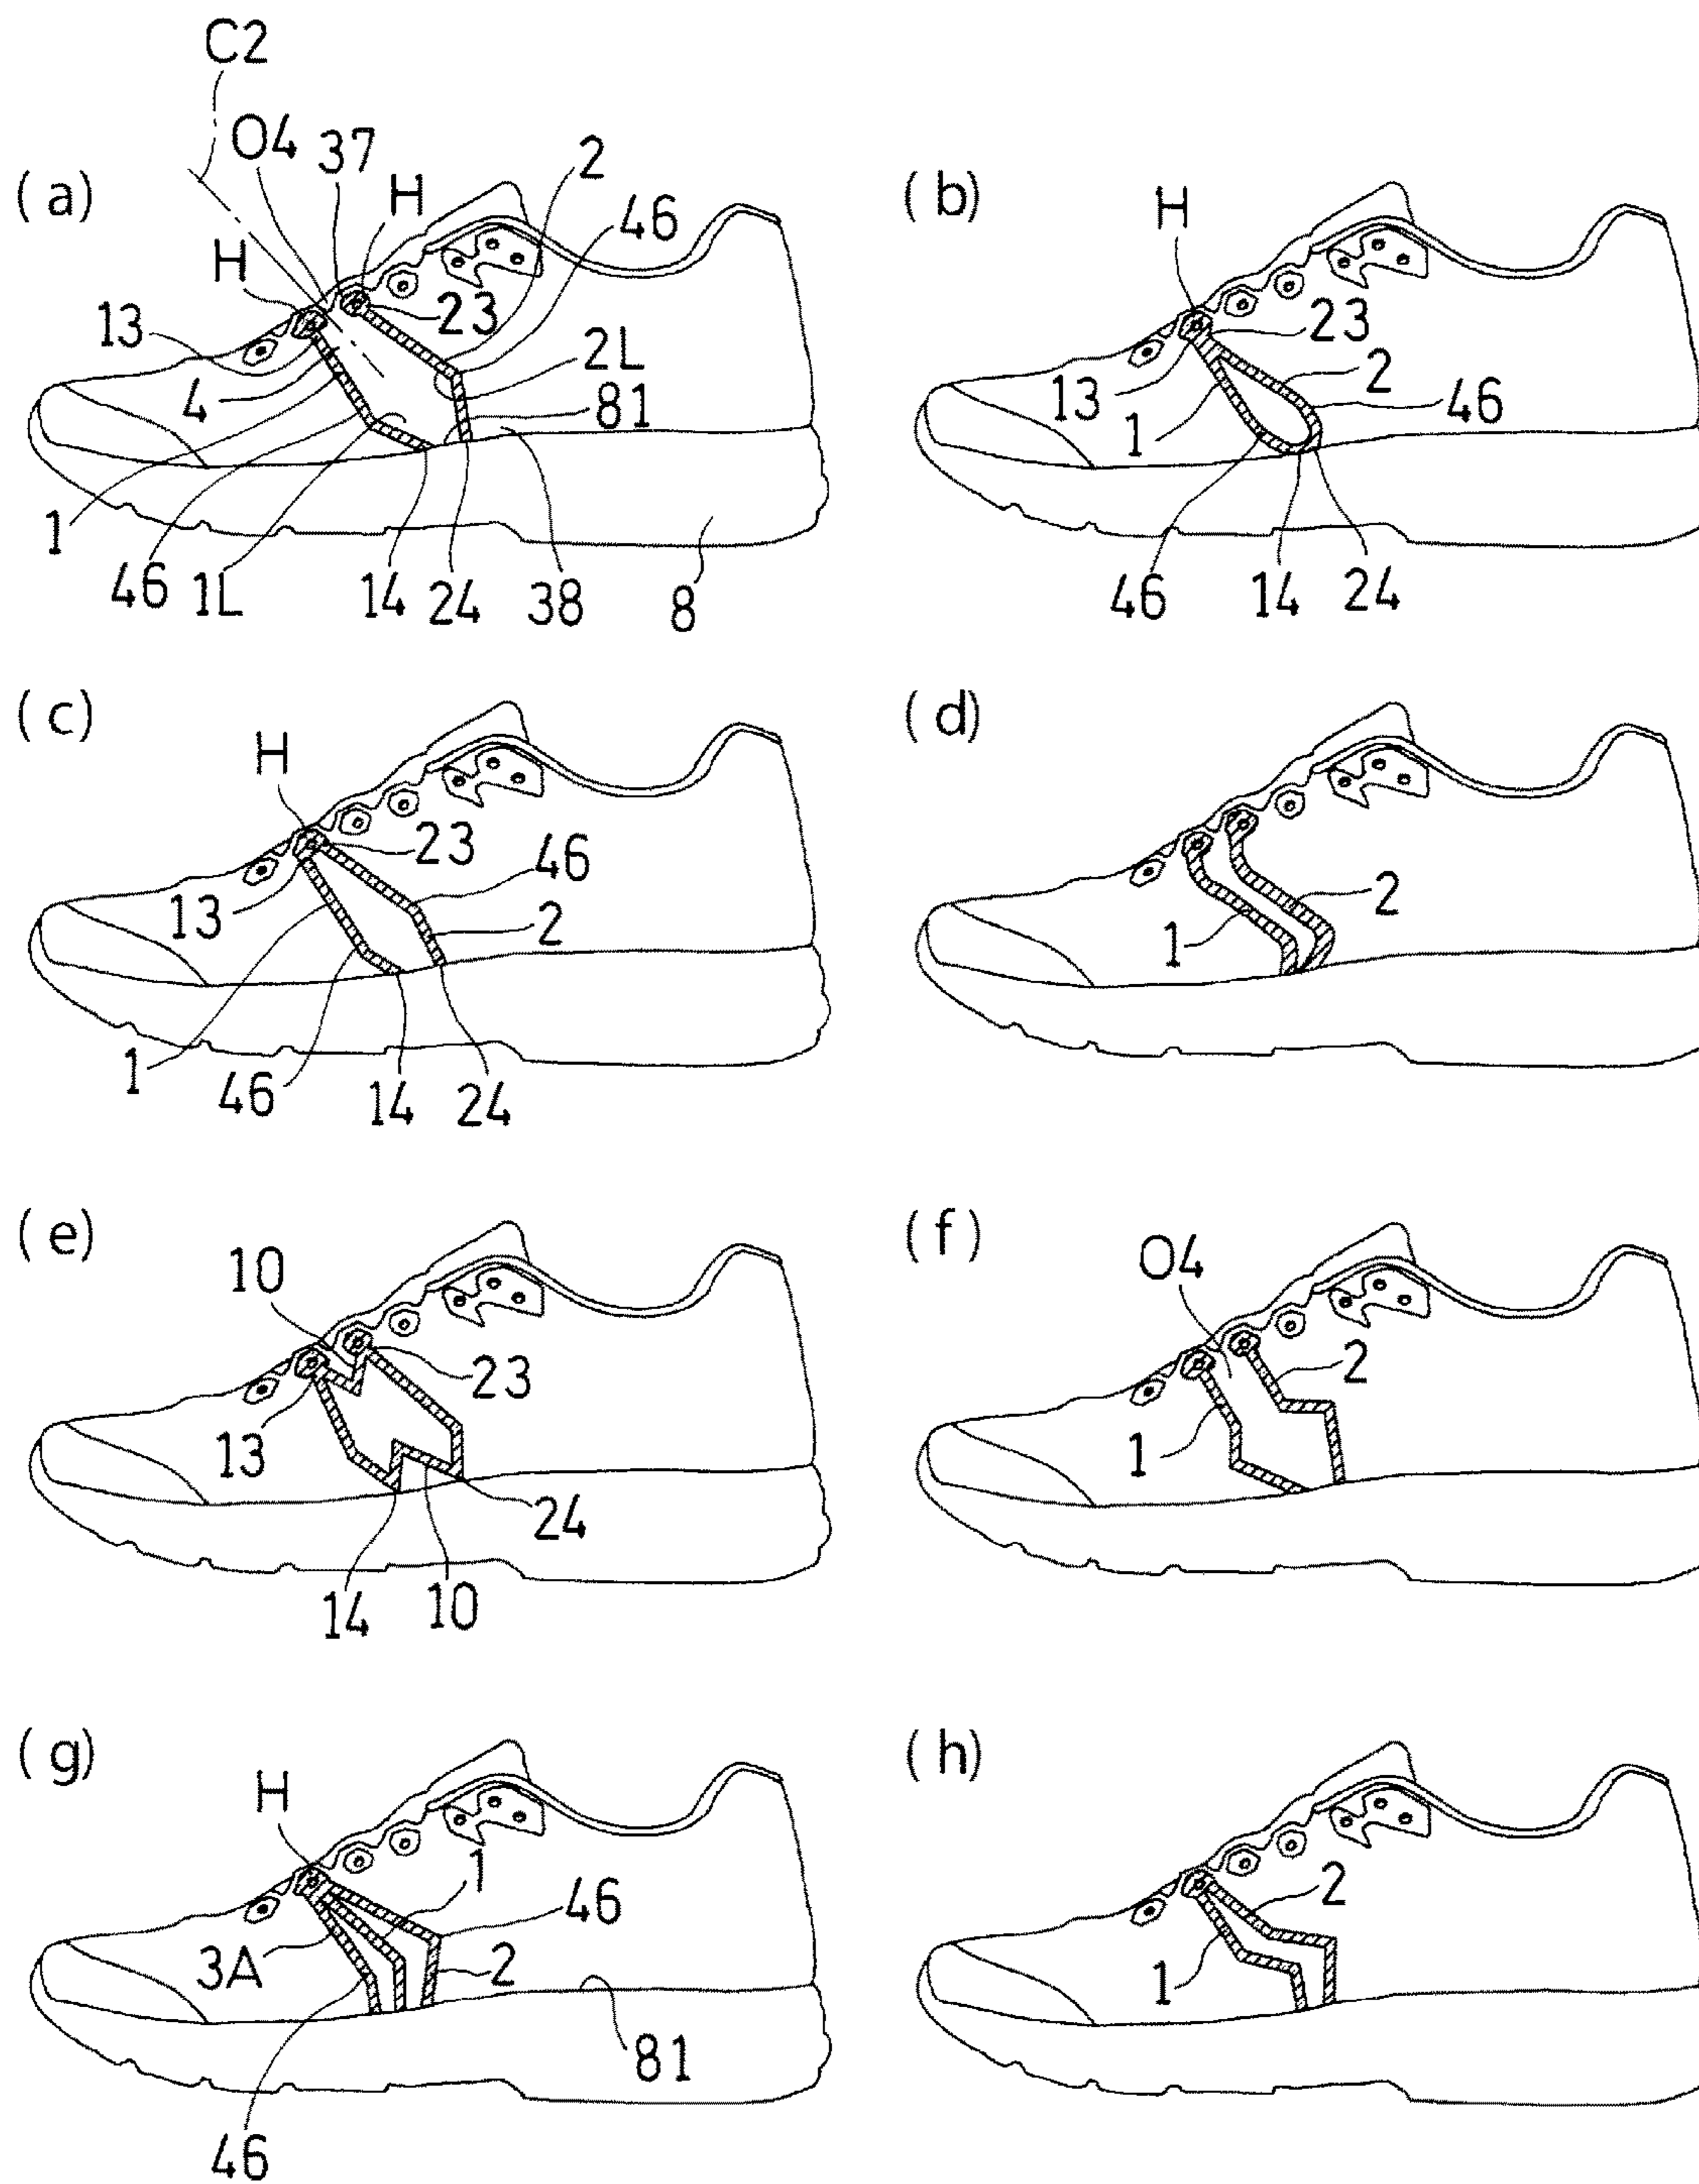 C2
O4 37 2
(a) H 46
H
13 23 2L
4 81
1 46 1L 14 24 38 8
(b) H
23
13 2
1 46
46 14 24
(c) H
23 46
13 2
1 46 14 24
(d)
2
1
(e)
10
23
13
24
14 10
(f) O4
2
1
(g) H
1
46
3A 2
81
46
(h)
2
1